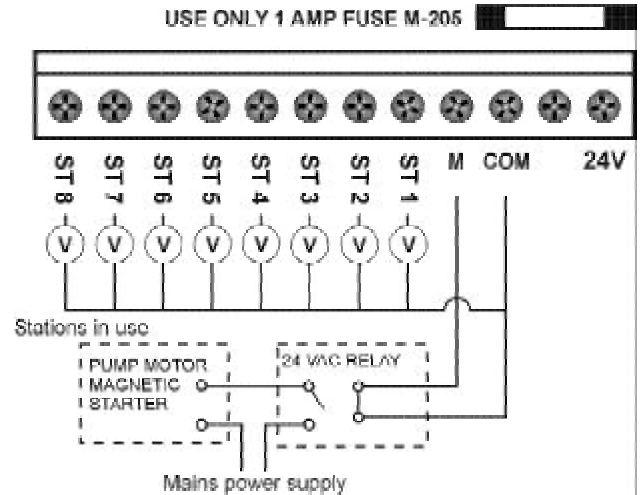 USE ONLY 1 AMP FUSE M-205
ST 8 ST 7 ST 6 ST 5 ST 4 ST 3 ST 2 ST 1 M COM 24V
V V V V V V V V
Stations in use
PUMP MOTOR
MAGNETIC
STARTER
24 VAC RELAY
Mains power supply